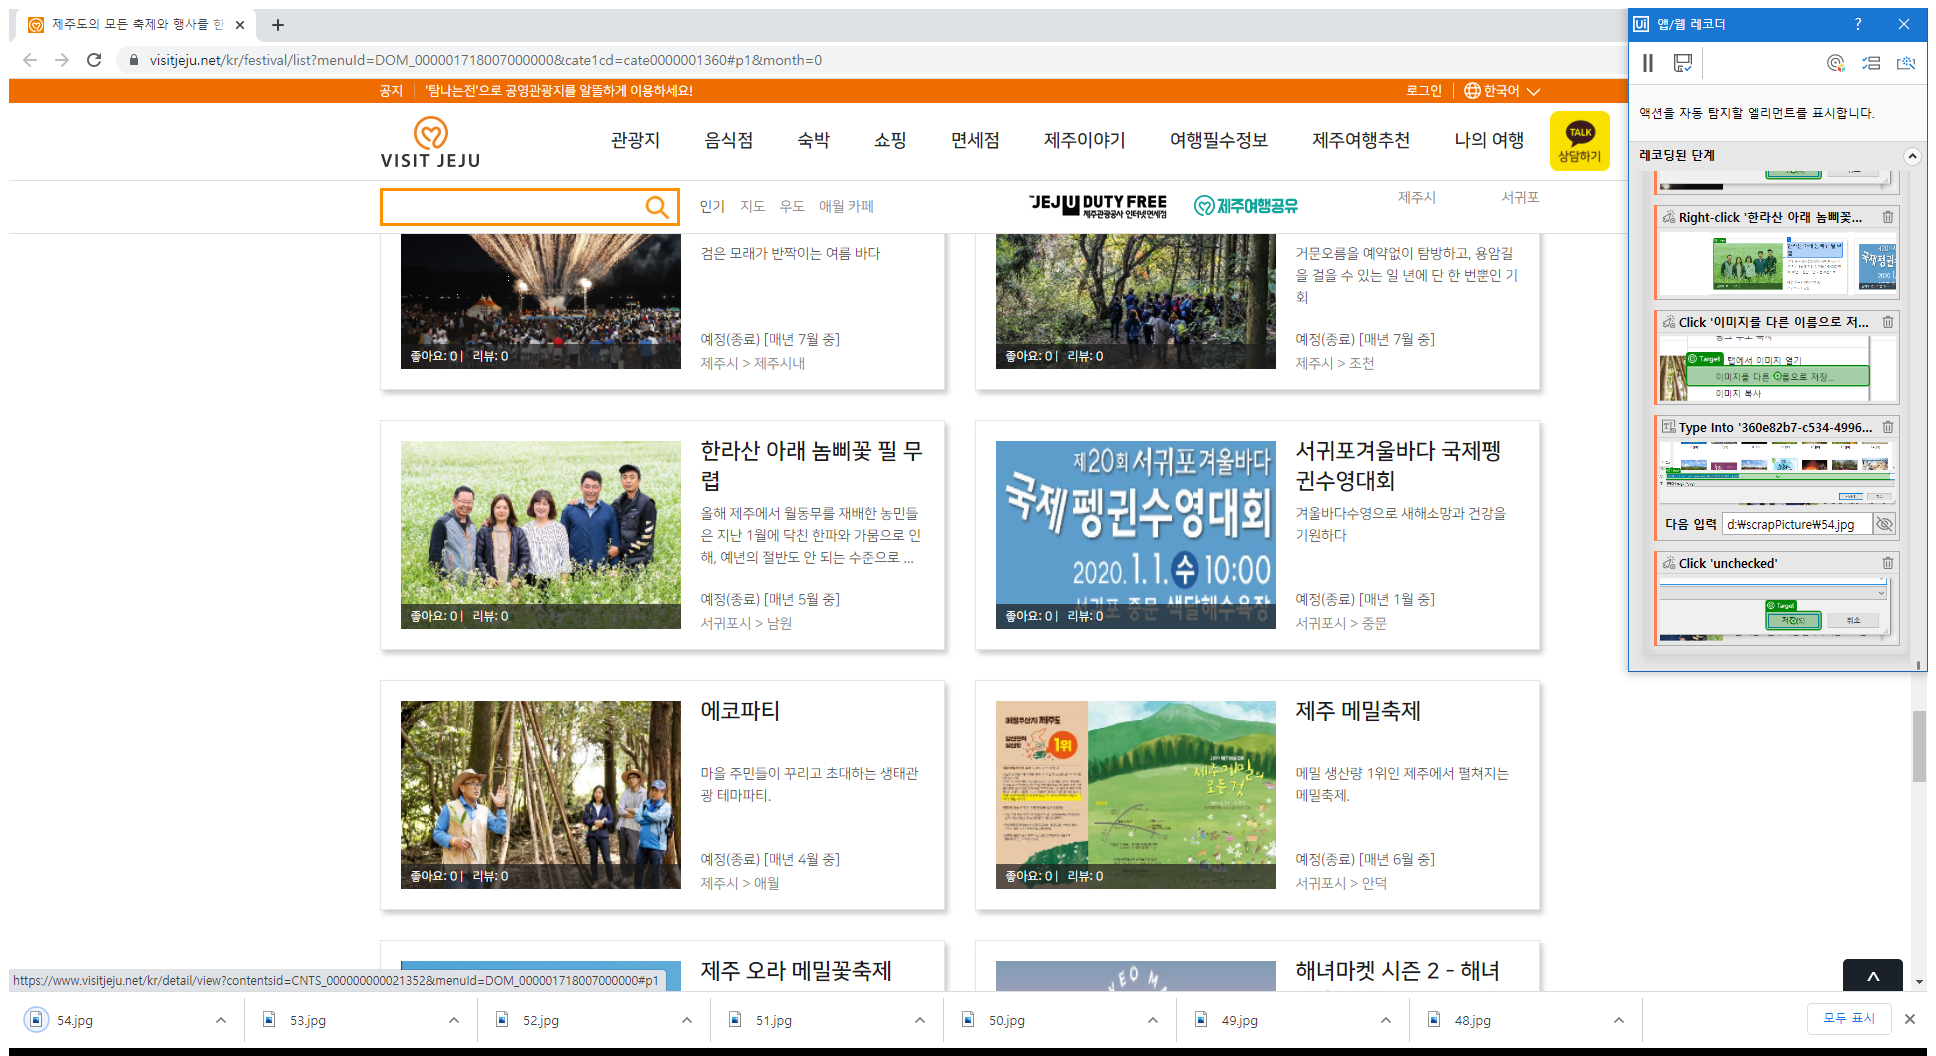 제주도의 모든 축제와 행사를 한
visitjeju.net/kr/festival/list?menuId=DOM_000001718007000000&cate1cd=cate0000001360#p1&month=0
공지
'탐나는전'으로 공영관광지를 알뜰하게 이용하세요!
로그인
한국어
VISIT JEJU
관광지 음식점 숙박 쇼핑 면세점 제주이야기 여행필수정보 제주여행추천 나의 여행
TALK
상담하기
인기 지도 우도 애월 카페
JEJU DUTY FREE
제주관광공사 인터넷면세점
제주여행공유
제주시 서귀포
검은 모래가 반짝이는 여름 바다
예정(종료) [매년 7월 중]
제주시 > 제주시내
좋아요: 0 | 리뷰: 0
거문오름을 예약없이 탐방하고, 용암길
을 걸을 수 있는 일 년에 단 한 번뿐인 기
회
예정(종료) [매년 7월 중]
제주시 > 조천
좋아요: 0 | 리뷰: 0
한라산 아래 놈삐꽃 필 무
렵
올해 제주에서 월동무를 재배한 농민들
은 지난 1월에 닥친 한파와 가뭄으로 인
해, 예년의 절반도 안 되는 수준으로 ...
예정(종료) [매년 5월 중]
서귀포시 > 남원
좋아요: 0 | 리뷰: 0
제20회 서귀포겨울바다
국제펭귄수영대회
2020.1.1.수 10:00
서귀포 중문 색달해수욕장
좋아요: 0 | 리뷰: 0
서귀포겨울바다 국제펭
귄수영대회
겨울바다수영으로 새해소망과 건강을
기원하다
예정(종료) [매년 1월 중]
서귀포시 > 중문
에코파티
마을 주민들이 꾸리고 초대하는 생태관
광 테마파티.
예정(종료) [매년 4월 중]
제주시 > 애월
좋아요: 0 | 리뷰: 0
메밀주산지 제주도
1위
제주메밀의
모든 것
좋아요: 0 | 리뷰: 0
제주 메밀축제
메밀 생산량 1위인 제주에서 펼쳐지는
메밀축제.
예정(종료) [매년 6월 중]
서귀포시 > 안덕
제주 오라 메밀꽃축제
해녀마켓 시즌 2 - 해녀
https://www.visitjeju.net/kr/detail/view?contentsid=CNTS_000000000021352&menuId=DOM_000001718007000000#p1
54.jpg 53.jpg 52.jpg 51.jpg 50.jpg 49.jpg 48.jpg
모두 표시
Ui 앱/웹 레코더
?
액션을 자동 탐지할 엘리먼트를 표시합니다.
레코딩된 단계
Right-click '한라산 아래 놈삐꽃...
Click '이미지를 다른 이름으로 저...
Target
탭에서 이미지 열기
이미지를 다른 이름으로 저장...
이미지 복사
Type Into '360e82b7-c534-4996...
다음 입력 d:\scrapPicture\54.jpg
Click 'unchecked'
Target
저장(S) 취소